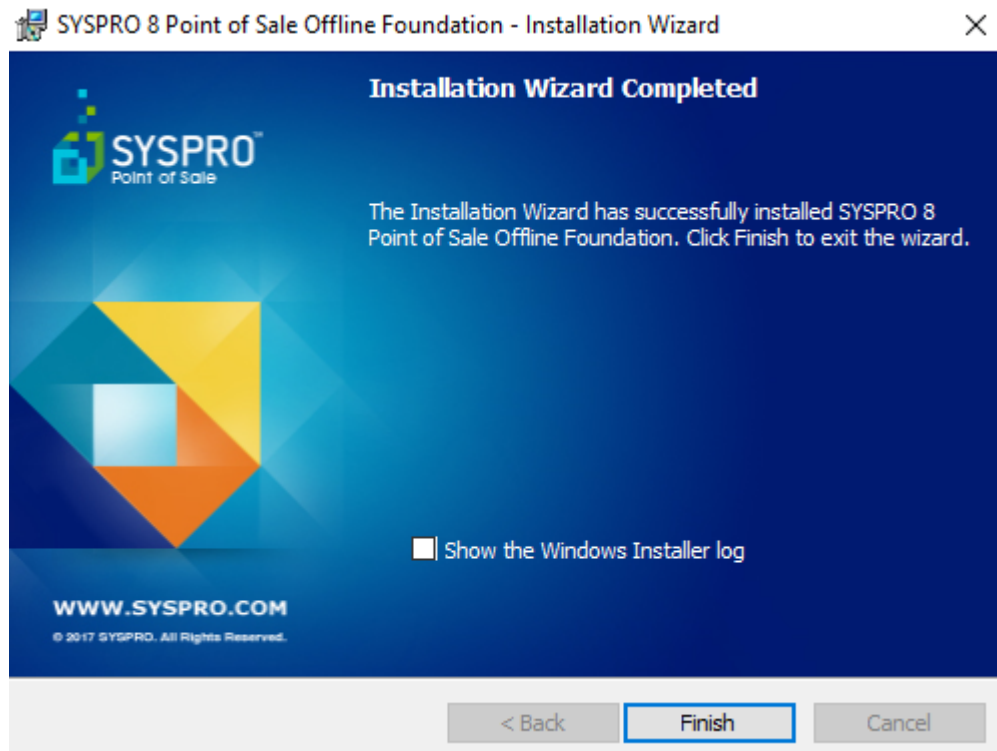 SYSPRO 8 Point of Sale Offline Foundation - Installation Wizard
Installation Wizard Completed
SYSPRO™
Point of Sale
The Installation Wizard has successfully installed SYSPRO 8
Point of Sale Offline Foundation. Click Finish to exit the wizard.
Show the Windows Installer log
WWW.SYSPRO.COM
© 2017 SYSPRO. All Rights Reserved.
< Back
Finish
Cancel